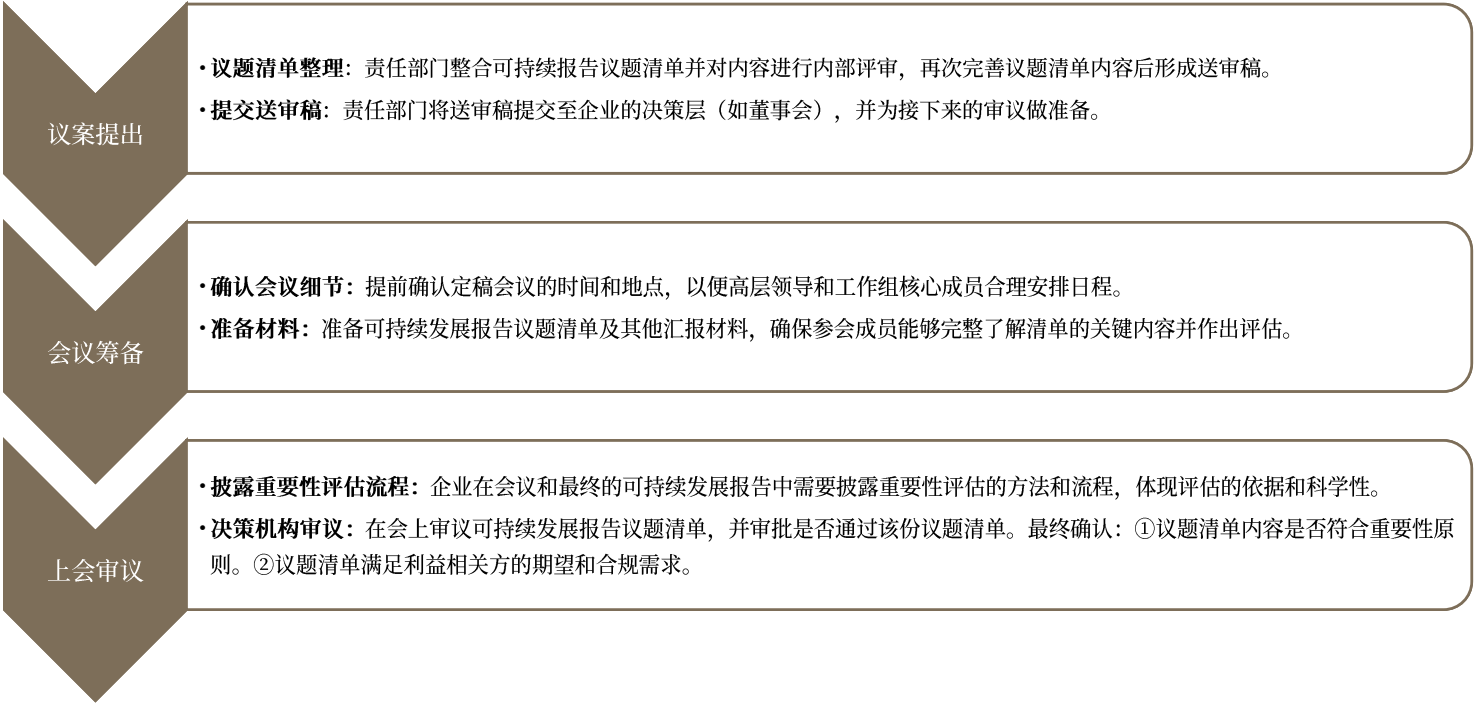 议案提出
•议题清单整理：责任部门整合可持续报告议题清单并对内容进行内部评审，再次完善议题清单内容后形成送审稿。
•提交送审稿：责任部门将送审稿提交至企业的决策层（如董事会），并为接下来的审议做准备。
会议筹备
•确认会议细节：提前确认定稿会议的时间和地点，以便高层领导和工作组核心成员合理安排日程。
•准备材料：准备可持续发展报告议题清单及其他汇报材料，确保参会成员能够完整了解清单的关键内容并作出评估。
上会审议
•披露重要性评估流程：企业在会议和最终的可持续发展报告中需要披露重要性评估的方法和流程，体现评估的依据和科学性。
•决策机构审议：在会上审议可持续发展报告议题清单，并审批是否通过该份议题清单。最终确认：①议题清单内容是否符合重要性原
则。②议题清单满足利益相关方的期望和合规需求。